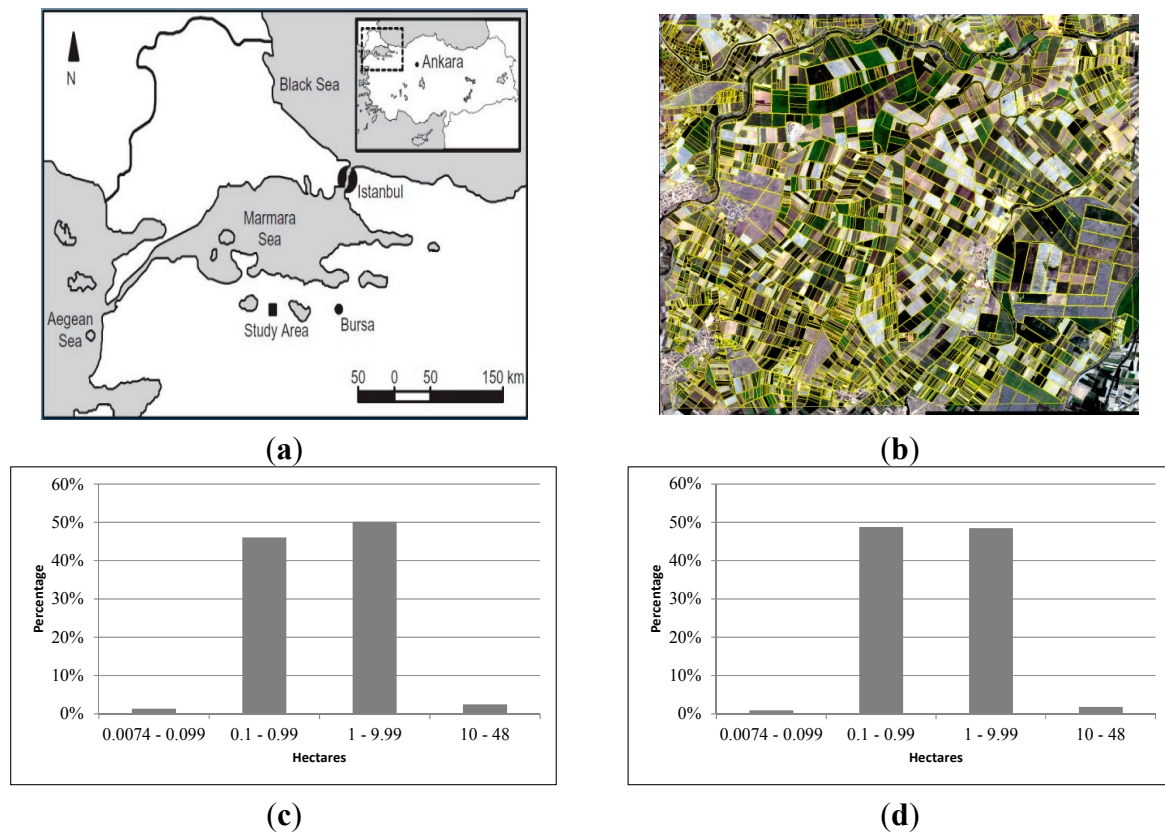 N
Black Sea
Ankara
Istanbul
Marmara
Sea
Aegean
Sea
Study Area
Bursa
50 0 50 150 km
(a)
(b)
60%
50%
40%
30%
20%
10%
0%
Percentage
0.0074 - 0.099 0.1 - 0.99 1 - 9.99 10 - 48
Hectares
(c)
60%
50%
40%
30%
20%
10%
0%
Percentage
0.0074 - 0.099 0.1 - 0.99 1 - 9.99 10 - 48
Hectares
(d)